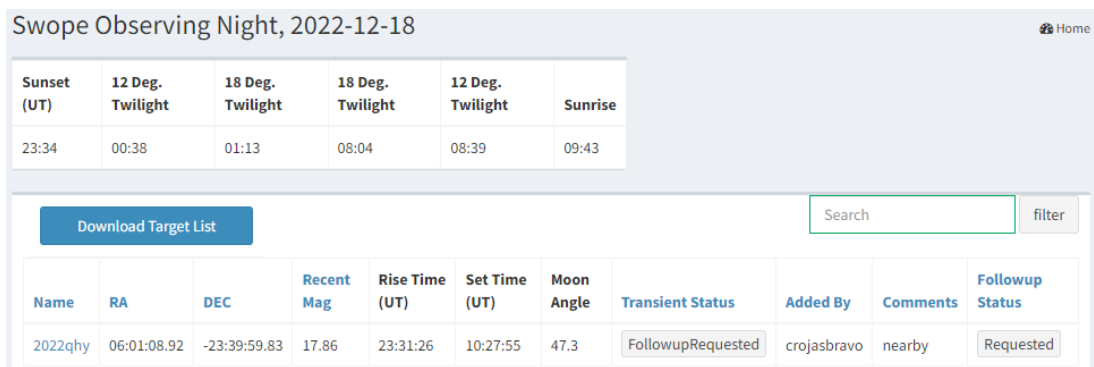 Swope Observing Night, 2022-12-18
Home
Sunset (UT) 12 Deg. Twilight 18 Deg. Twilight 18 Deg. Twilight 12 Deg. Twilight Sunrise
23:34 00:38 01:13 08:04 08:39 09:43
Download Target List Search filter
Name RA DEC Recent Mag Rise Time (UT) Set Time (UT) Moon Angle Transient Status Added By Comments Followup Status
2022qhy 06:01:08.92 -23:39:59.83 17.86 23:31:26 10:27:55 47.3 FollowupRequested crojasbravo nearby Requested